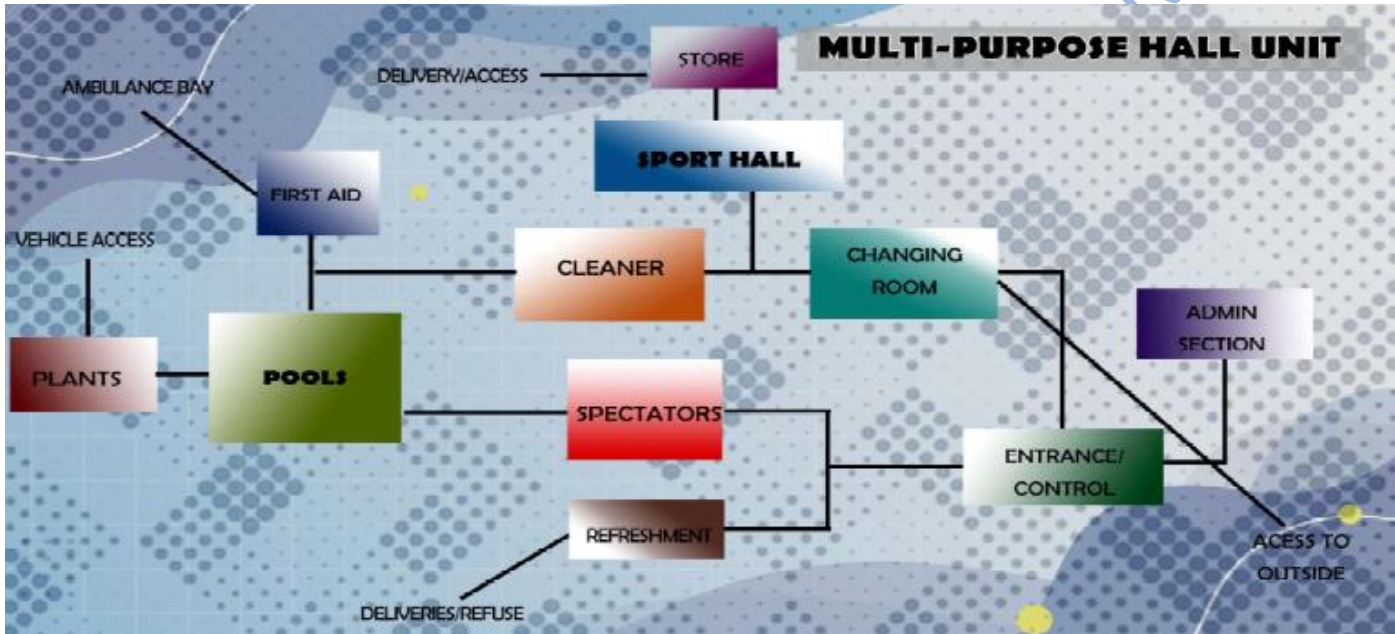 MULTI-PURPOSE HALL UNIT
STORE
DELIVERY/ACCESS
AMBULANCE BAY
SPORT HALL
FIRST AID
VEHICLE ACCESS
CLEANER
CHANGING
ROOM
ADMIN
SECTION
PLANTS
POOLS
SPECTATORS
ENTRANCE/
CONTROL
REFRESHMENT
ACESS TO
OUTSIDE
DELIVERIES/REFUSE